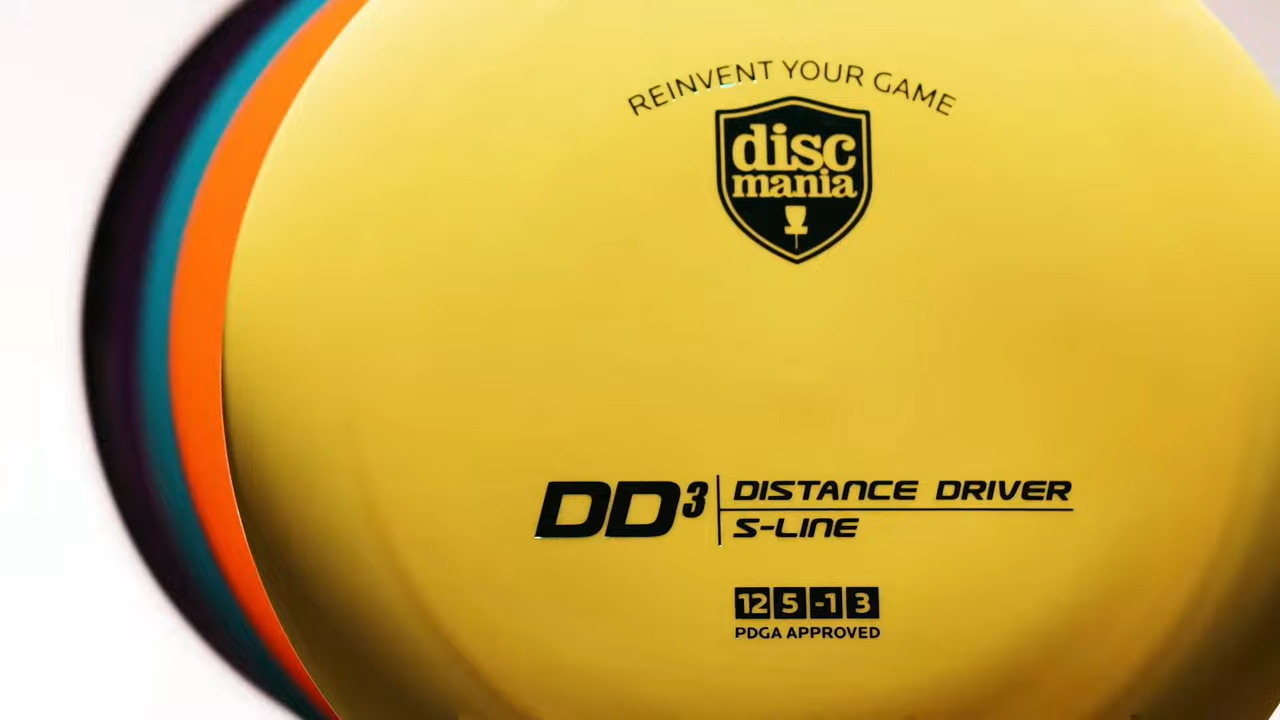 REINVENT YOUR GAME
disc
mania
DD³ DISTANCE DRIVER
S-LINE
12 5 -1 3
PDGA APPROVED